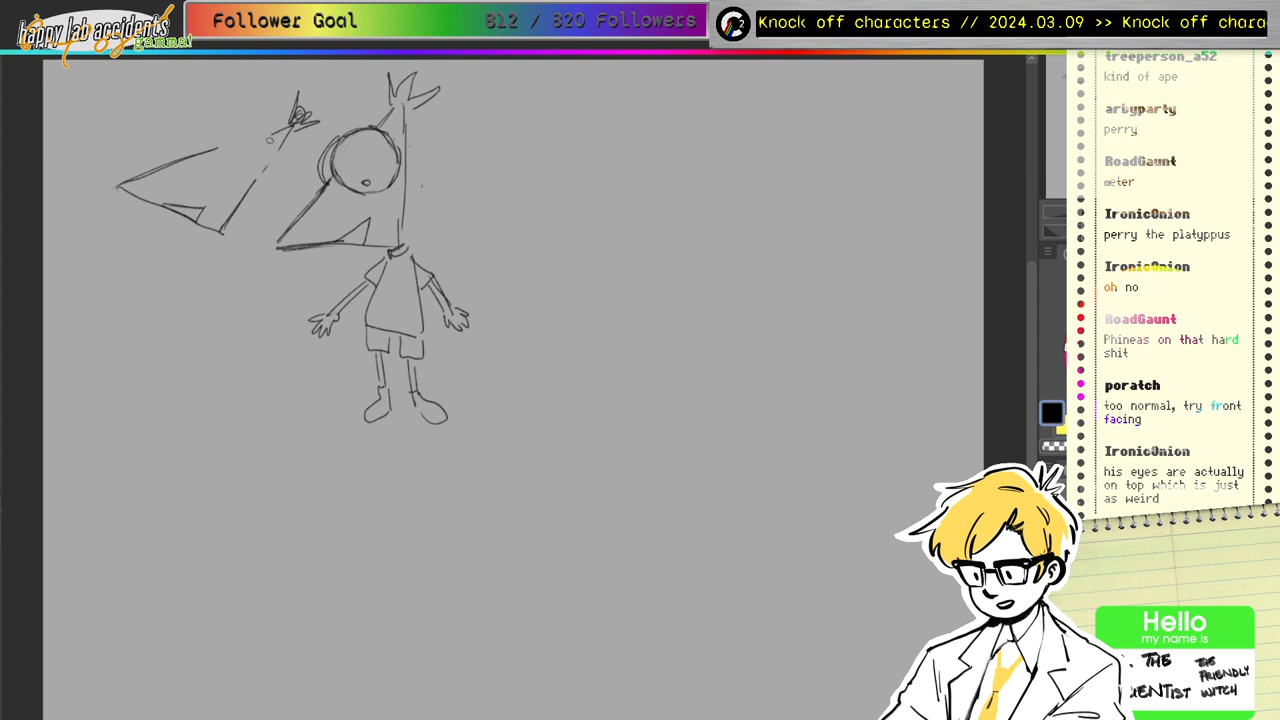 happy lab accidents
gamma!
Follower Goal
812 / 820 Followers
Knock off characters // 2024.03.09 >> Knock off chara
treeperson_a52
kind of ape
arbyparty
perry
RoadGaunt
meter
IronicOnion
perry the platyppus
IronicOnion
oh no
RoadGaunt
Phineas on that hard
shit
poratch
too normal, try front
facing
IronicOnion
his eyes are actually
on top which is just
as weird
Hello
my name is
THE
THE
FRIENDLY
WITCH